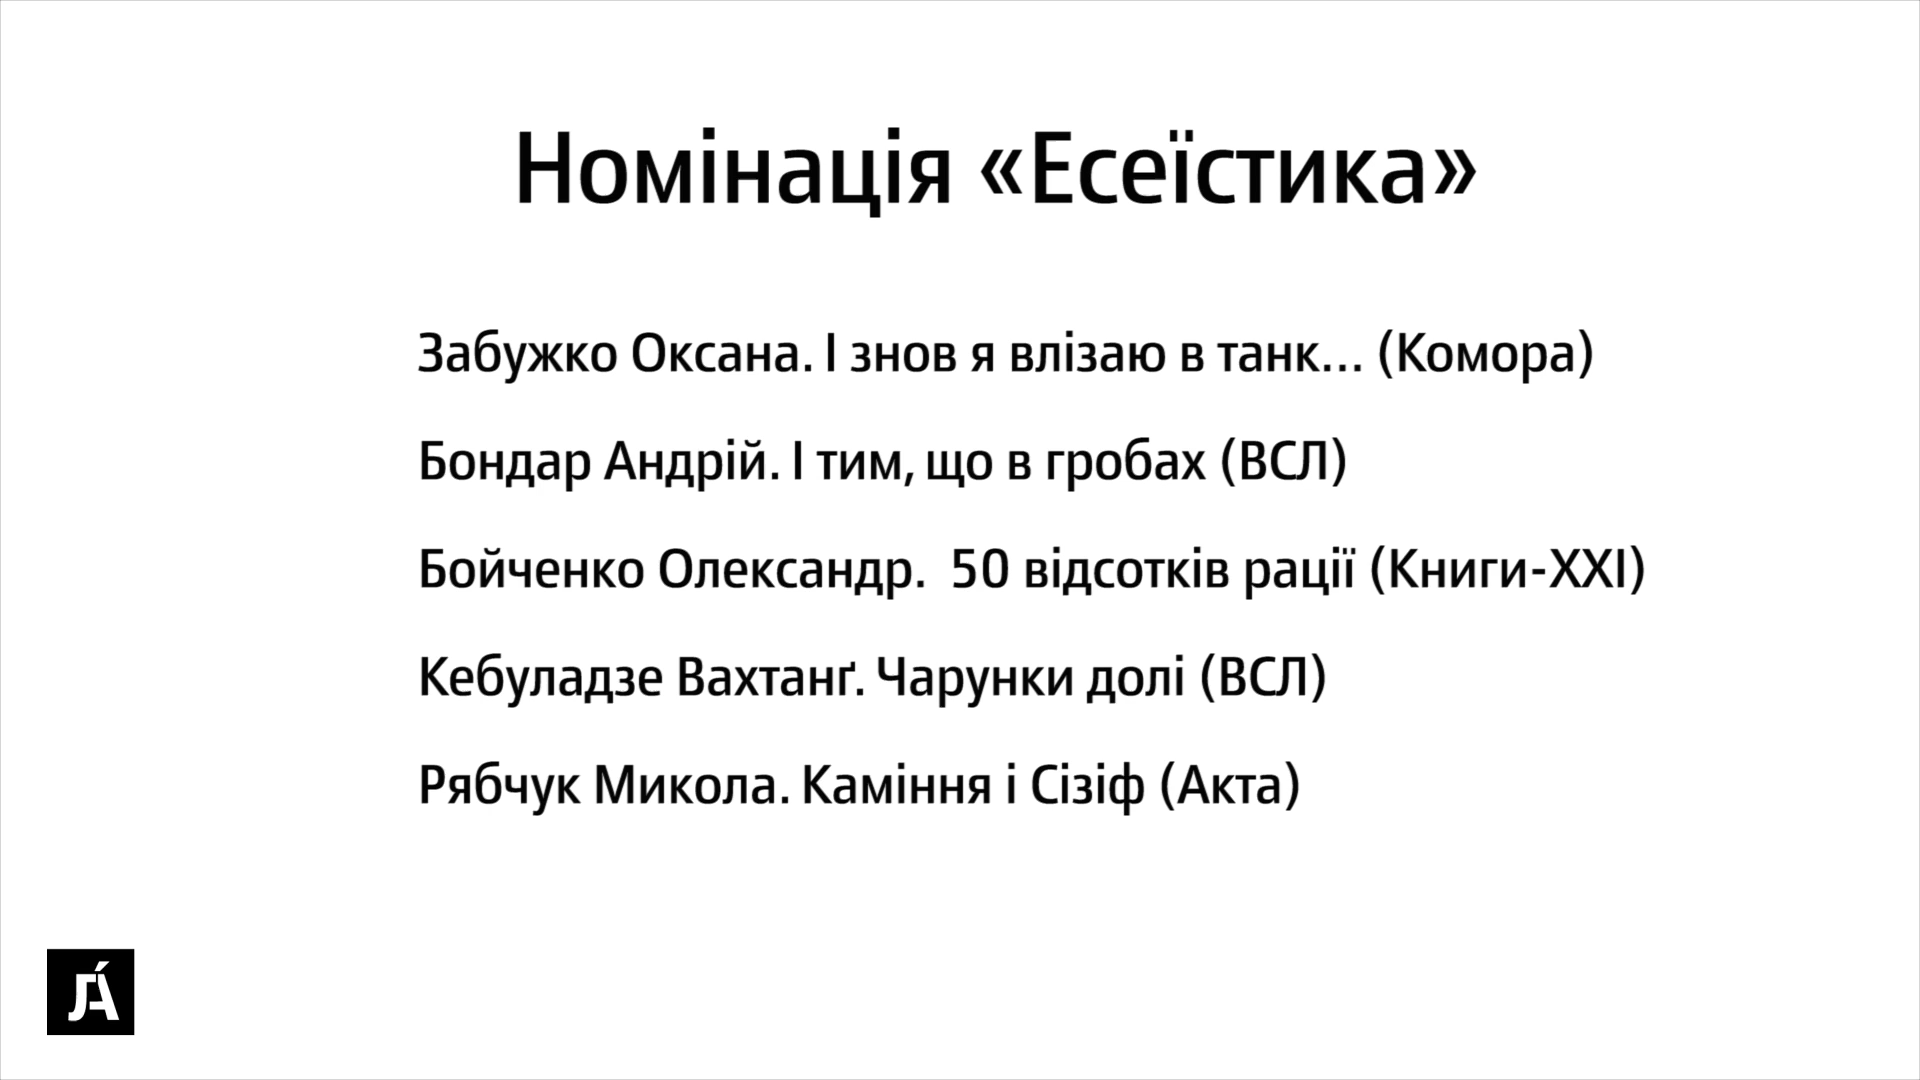 Номінація «Есеїстика»
Забужко Оксана. І знов я влізаю в танк... (Комора)
Бондар Андрій. І тим, що в гробах (ВСЛ)
Бойченко Олександр.  50 відсотків рації (Книги-ХХІ)
Кебуладзе Вахтанґ. Чарунки долі (ВСЛ)
Рябчук Микола. Каміння і Сізіф (Акта)
ЛА́